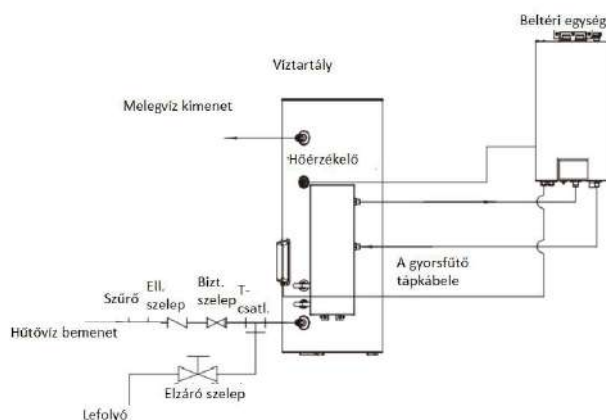 Beltéri egység
Víztartály
Melegvíz kimenet
Hőérzékelő
A gyorsfűtő
tápkábele
Szűrő
Ell.
szelep
Bizt.
szelep
T-
csatl.
Hűtővíz bemenet
Elzáró szelep
Lefolyó